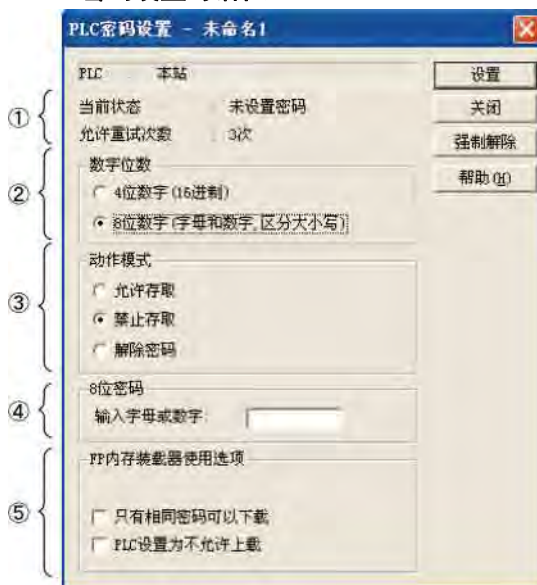 PLC密码设置 - 未命名1
PLC 本站
设置
① 当前状态 : 未设置密码
关闭
允许重试次数 : 3次
强制解除
② 数字位数
帮助(H)
4位数字(16进制)
8位数字(字母和数字,区分大小写)
③ 动作模式
允许存取
禁止存取
解除密码
④ 8位密码
输入字母或数字:
⑤ FP内存装载器使用选项
只有相同密码可以下载
PLC设置为不允许上载